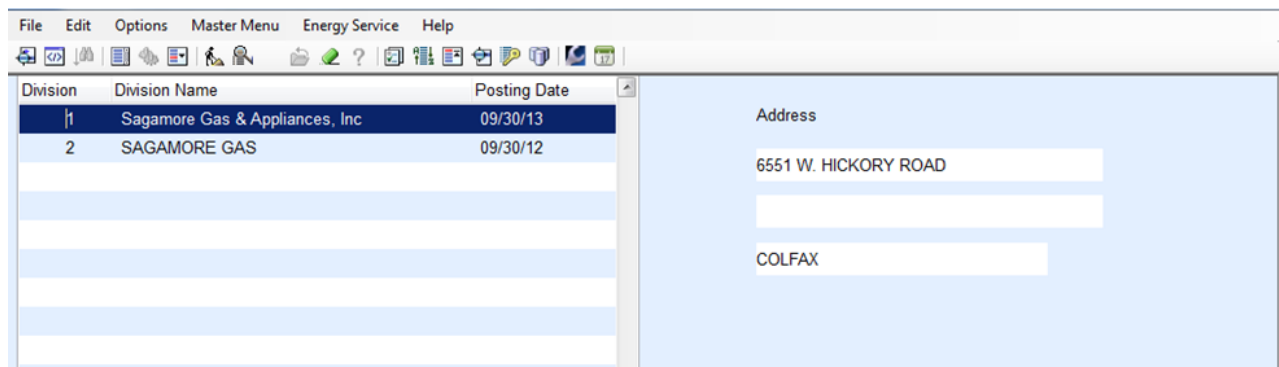 File Edit Options Master Menu Energy Service Help
Division Division Name Posting Date
1 Sagamore Gas & Appliances, Inc 09/30/13
2 SAGAMORE GAS 09/30/12
Address
6551 W. HICKORY ROAD
COLFAX